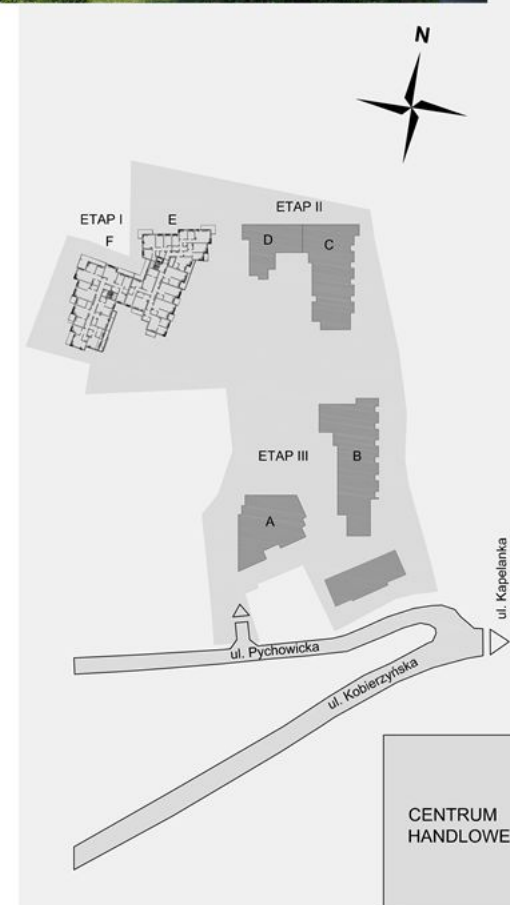 N
ETAP I
E
ETAP II
F
D
C
ETAP III
B
A
ul. Kapelanka
ul. Pychowicka
ul. Kobierzyńska
CENTRUM
HANDLOWE